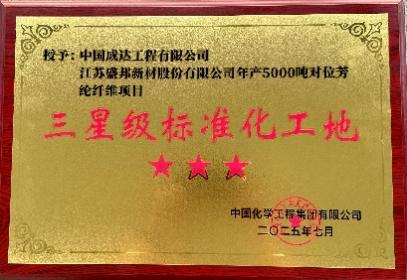 授予：中国成达工程有限公司
江苏盛邦新材股份有限公司年产5000吨对位芳
纶纤维项目
三星级标准化工地
★★★
中国化学工程集团有限公司
二〇二五年七月